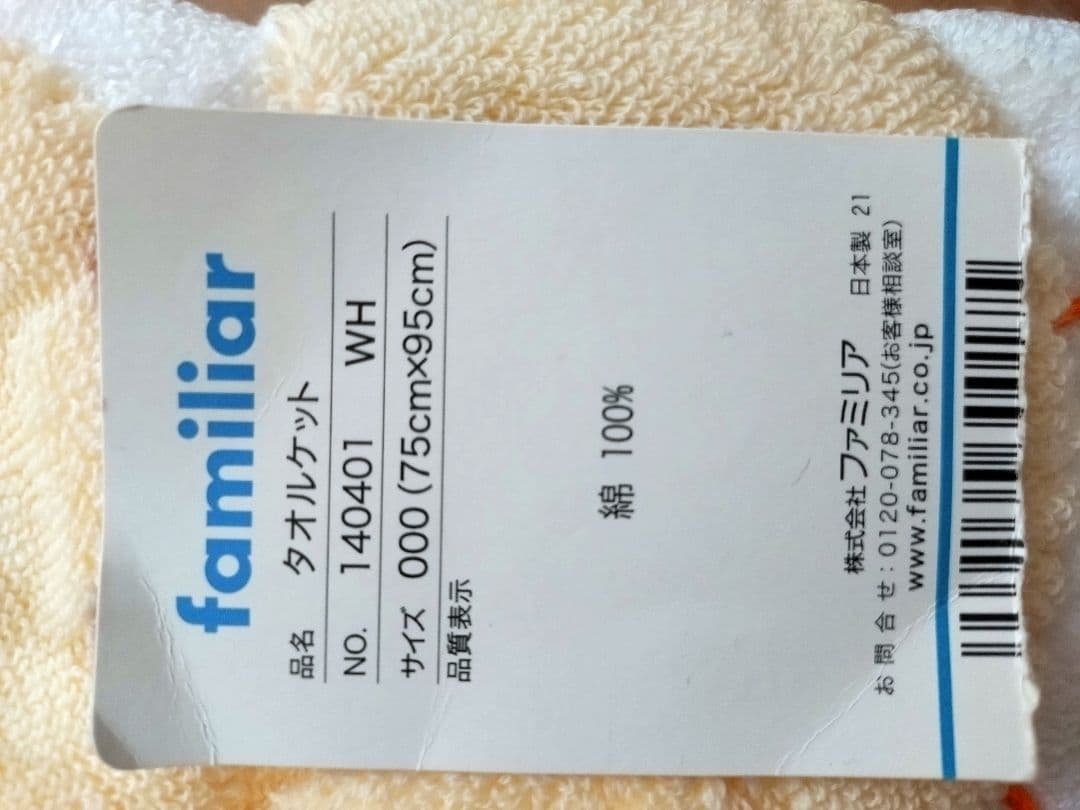 familiar
品名 タオルケット
NO. 140401 WH
サイズ 000 (75cm×95cm)
品質表示
綿 100%
株式会社 ファミリア 日本製 21
お問合せ:0120-078-345(お客様相談室)
www.familiar.co.jp